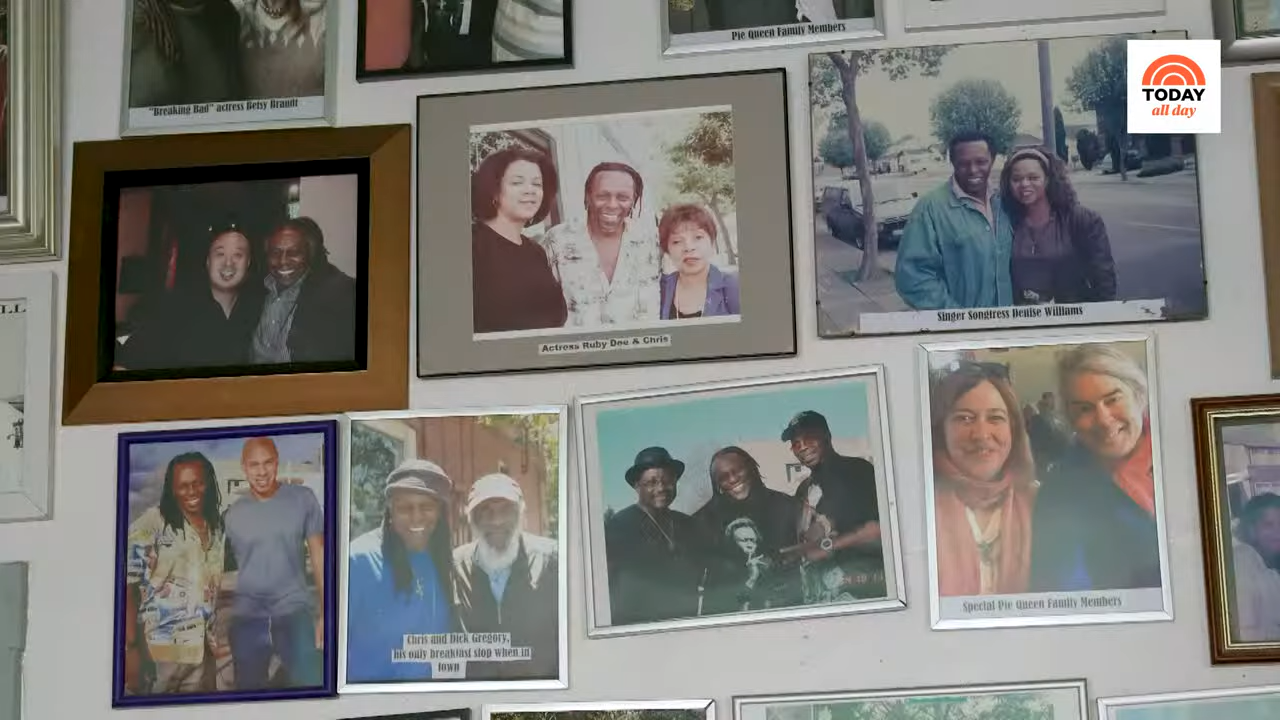 Pie Queen Family Members
"Breaking Bad" actress Betsy Brandt
TODAY
all day
LL
Actress Ruby Dee & Chris
Singer Songtress Denise Williams
Special Pie Queen Family Members
Chris and Dick Gregory,
his only breakfast stop when in
town